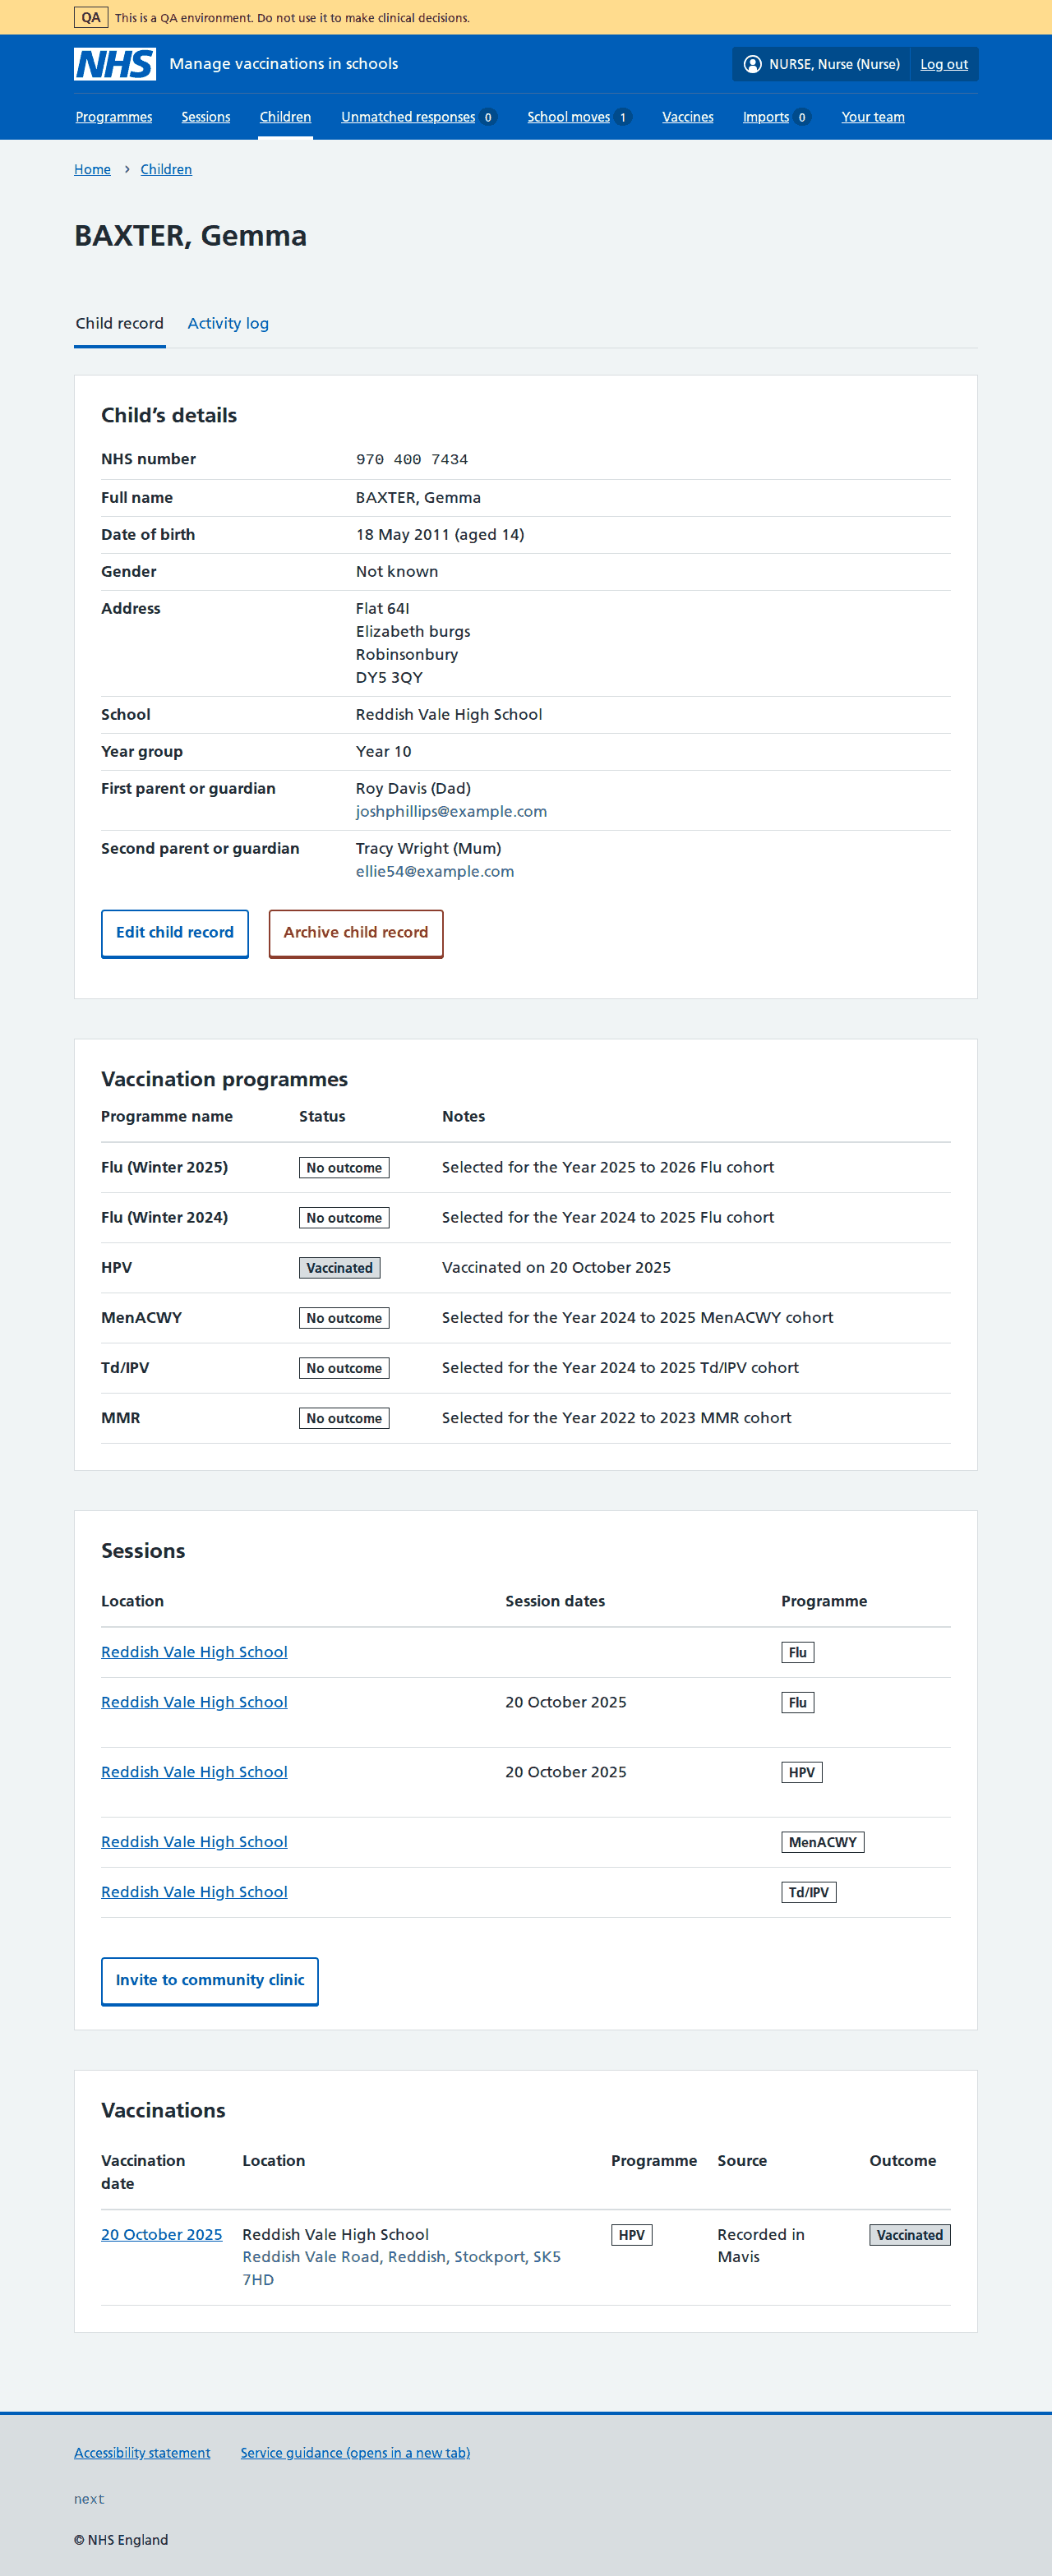 QA This is a QA environment. Do not use it to make clinical decisions.
NHS Manage vaccinations in schools NURSE, Nurse (Nurse) Log out
Programmes Sessions Children Unmatched responses 0 School moves 1 Vaccines Imports 0 Your team
Home › Children
BAXTER, Gemma
Child record Activity log
Child’s details
NHS number 970 400 7434
Full name BAXTER, Gemma
Date of birth 18 May 2011 (aged 14)
Gender Not known
Address Flat 64I
Elizabeth burgs
Robinsonbury
DY5 3QY
School Reddish Vale High School
Year group Year 10
First parent or guardian Roy Davis (Dad)
joshphillips@example.com
Second parent or guardian Tracy Wright (Mum)
ellie54@example.com
Edit child record Archive child record
Vaccination programmes
Programme name Status Notes
Flu (Winter 2025) No outcome Selected for the Year 2025 to 2026 Flu cohort
Flu (Winter 2024) No outcome Selected for the Year 2024 to 2025 Flu cohort
HPV Vaccinated Vaccinated on 20 October 2025
MenACWY No outcome Selected for the Year 2024 to 2025 MenACWY cohort
Td/IPV No outcome Selected for the Year 2024 to 2025 Td/IPV cohort
MMR No outcome Selected for the Year 2022 to 2023 MMR cohort
Sessions
Location Session dates Programme
Reddish Vale High School Flu
Reddish Vale High School 20 October 2025 Flu
Reddish Vale High School 20 October 2025 HPV
Reddish Vale High School MenACWY
Reddish Vale High School Td/IPV
Invite to community clinic
Vaccinations
Vaccination Location Programme Source Outcome
date
20 October 2025 Reddish Vale High School HPV Recorded in Vaccinated
Reddish Vale Road, Reddish, Stockport, SK5 Mavis
7HD
Accessibility statement Service guidance (opens in a new tab)
next
© NHS England